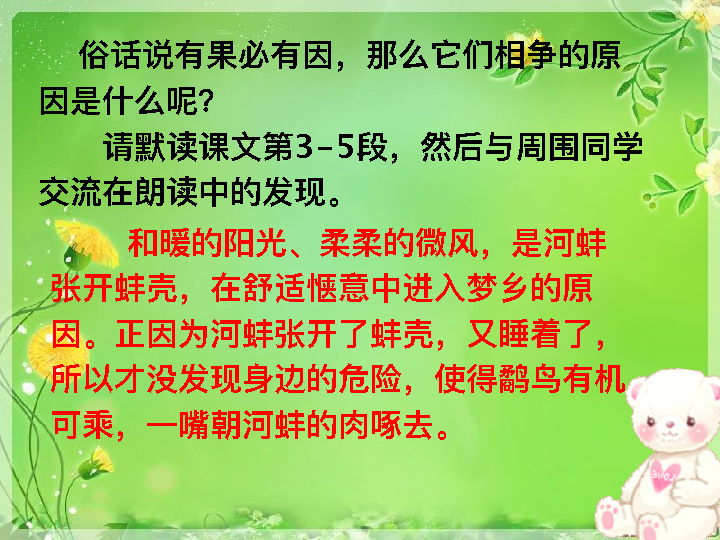 俗话说有果必有因，那么它们相争的原
因是什么呢？
请默读课文第3-5段，然后与周围同学
交流在朗读中的发现。
和暖的阳光、柔柔的微风，是河蚌
张开蚌壳，在舒适惬意中进入梦乡的原
因。正因为河蚌张开了蚌壳，又睡着了，
所以才没发现身边的危险，使得鹬鸟有机
可乘，一嘴朝河蚌的肉啄去。